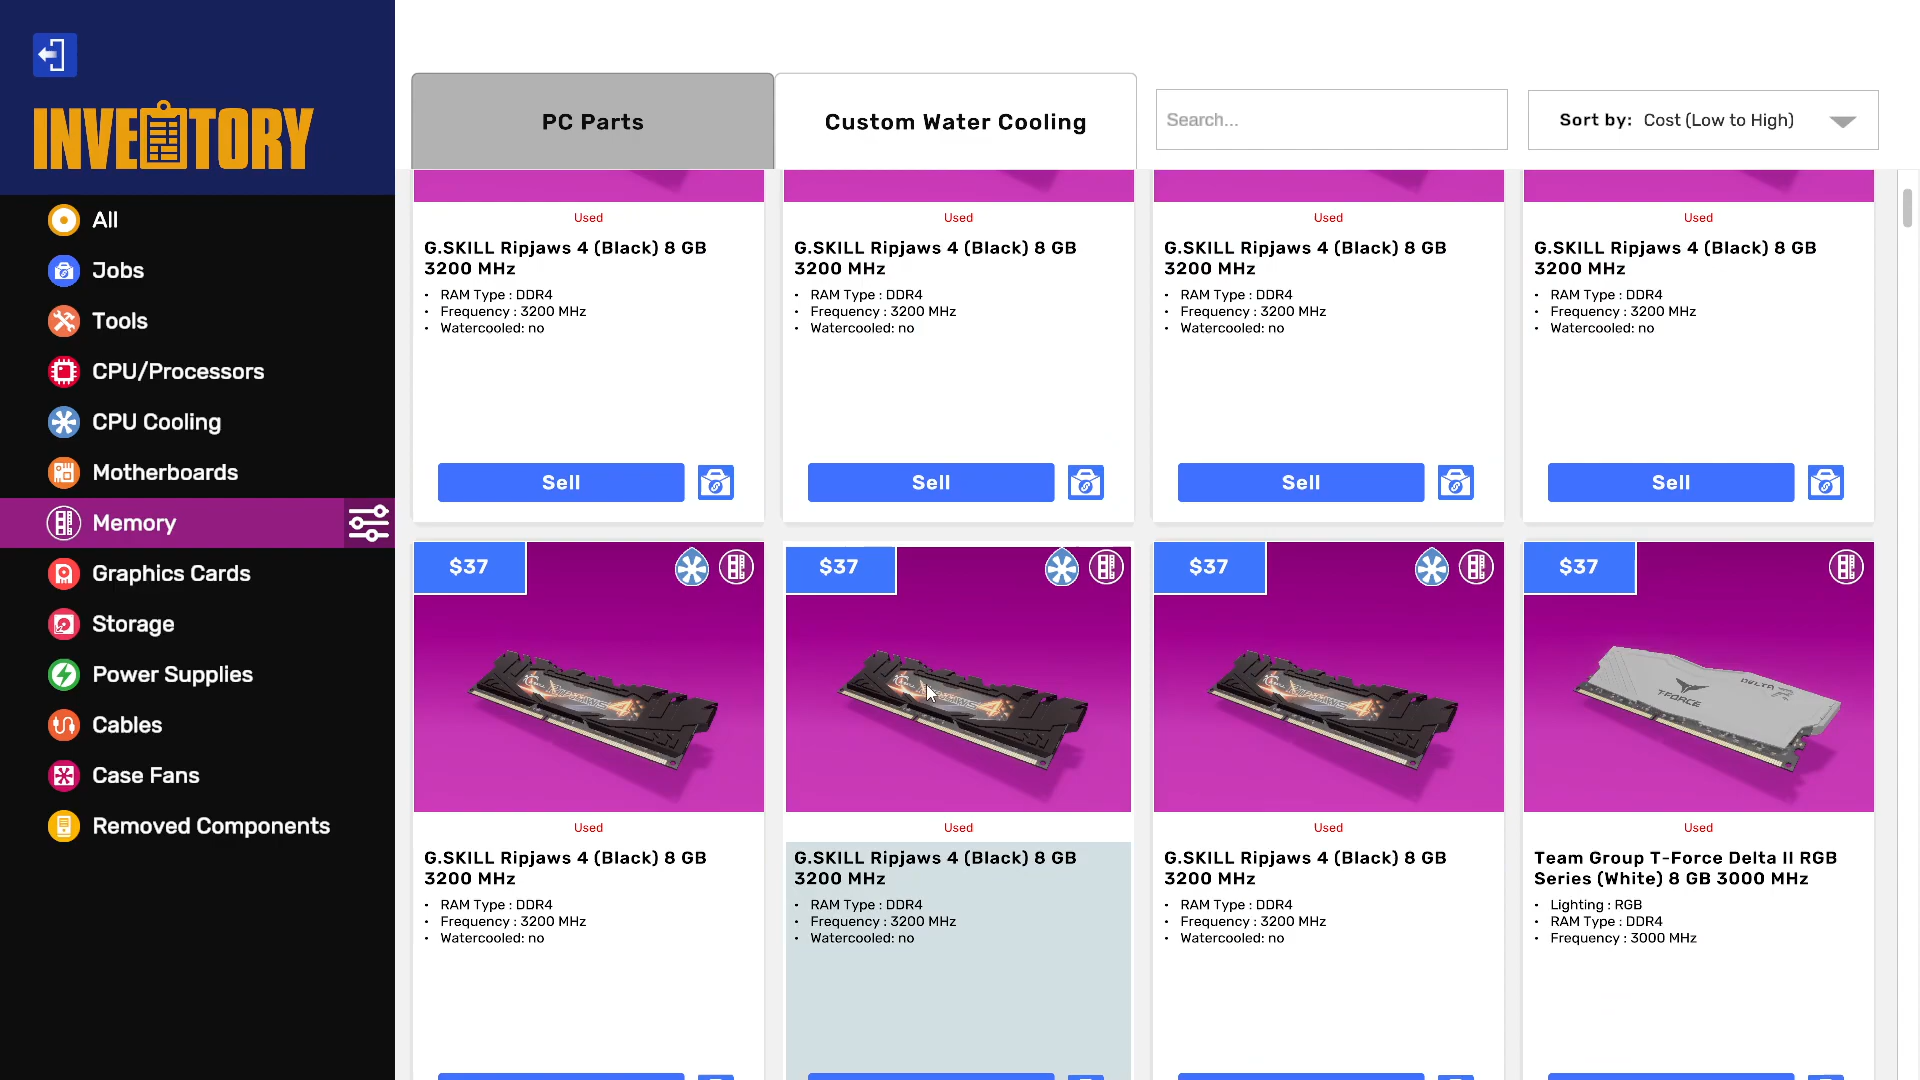 INVENTORY
All
Jobs
Tools
CPU/Processors
CPU Cooling
Motherboards
Memory
Graphics Cards
Storage
Power Supplies
Cables
Case Fans
Removed Components
PC Parts
Custom Water Cooling
Search...
Sort by: Cost (Low to High)
Used
G.SKILL Ripjaws 4 (Black) 8 GB
3200 MHz
• RAM Type : DDR4
• Frequency : 3200 MHz
• Watercooled: no
Sell
Used
G.SKILL Ripjaws 4 (Black) 8 GB
3200 MHz
• RAM Type : DDR4
• Frequency : 3200 MHz
• Watercooled: no
Sell
Used
G.SKILL Ripjaws 4 (Black) 8 GB
3200 MHz
• RAM Type : DDR4
• Frequency : 3200 MHz
• Watercooled: no
Sell
Used
G.SKILL Ripjaws 4 (Black) 8 GB
3200 MHz
• RAM Type : DDR4
• Frequency : 3200 MHz
• Watercooled: no
Sell
$37
Used
G.SKILL Ripjaws 4 (Black) 8 GB
3200 MHz
• RAM Type : DDR4
• Frequency : 3200 MHz
• Watercooled: no
$37
Used
G.SKILL Ripjaws 4 (Black) 8 GB
3200 MHz
• RAM Type : DDR4
• Frequency : 3200 MHz
• Watercooled: no
$37
Used
G.SKILL Ripjaws 4 (Black) 8 GB
3200 MHz
• RAM Type : DDR4
• Frequency : 3200 MHz
• Watercooled: no
$37
T-FORCE
DELTA
Used
Team Group T-Force Delta II RGB
Series (White) 8 GB 3000 MHz
• Lighting : RGB
• RAM Type : DDR4
• Frequency : 3000 MHz